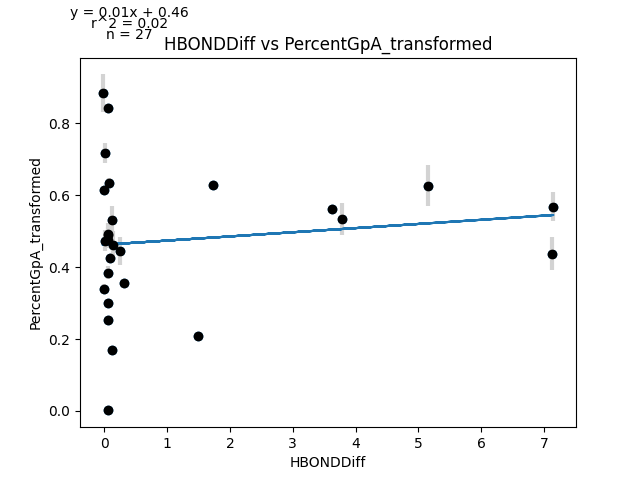 y = 0.01x + 0.46
r^2 = 0.02
n = 27
HBONDDiff vs PercentGpA_transformed
PercentGpA_transformed
0.8
0.6
0.4
0.2
0.0
0 1 2 3 4 5 6 7
HBONDDiff